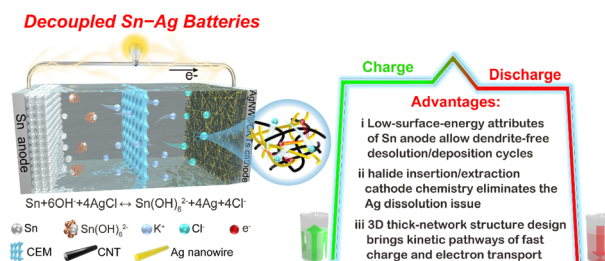 Decoupled Sn−Ag Batteries
e-
Sn anode
cathode
Sn+6OH-+4AgCl ↔ Sn(OH)62-+4Ag+4Cl-
Sn
Sn(OH)62-
K+
Cl-
e-
CEM
CNT
Ag nanowire
Charge
Discharge
Advantages:
i Low-surface-energy attributes
of Sn anode allow dendrite-free
desolution/deposition cycles
ii halide insertion/extraction
cathode chemistry eliminates the
Ag dissolution issue
iii 3D thick-network structure design
brings kinetic pathways of fast
charge and electron transport